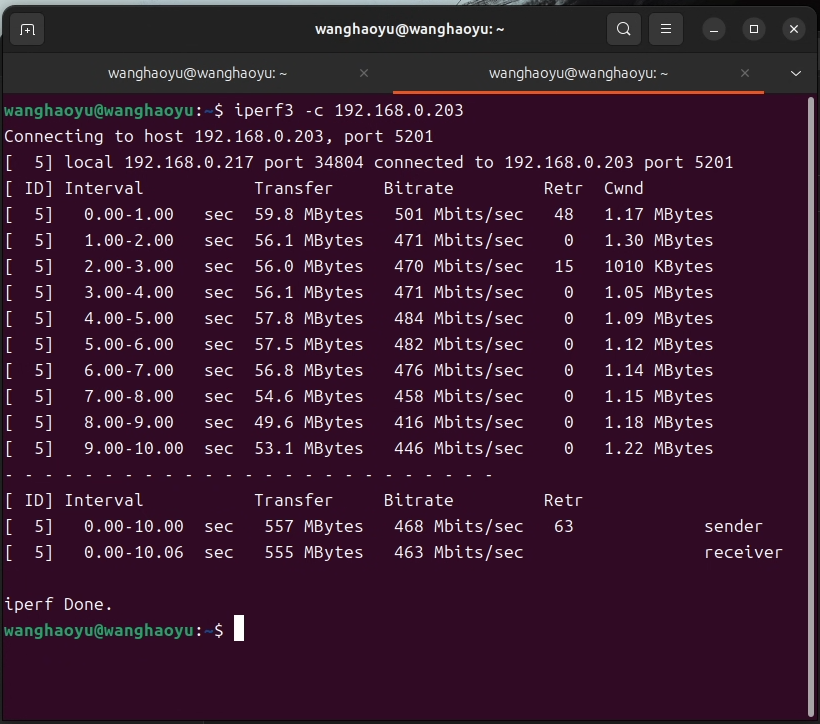 wanghaoyu@wanghaoyu: ~
wanghaoyu@wanghaoyu: ~
wanghaoyu@wanghaoyu: ~
wanghaoyu@wanghaoyu:~$ iperf3 -c 192.168.0.203
Connecting to host 192.168.0.203, port 5201
[  5] local 192.168.0.217 port 34804 connected to 192.168.0.203 port 5201
[ ID] Interval           Transfer     Bitrate         Retr  Cwnd
[  5]   0.00-1.00   sec  59.8 MBytes   501 Mbits/sec   48   1.17 MBytes
[  5]   1.00-2.00   sec  56.1 MBytes   471 Mbits/sec    0   1.30 MBytes
[  5]   2.00-3.00   sec  56.0 MBytes   470 Mbits/sec   15   1010 KBytes
[  5]   3.00-4.00   sec  56.1 MBytes   471 Mbits/sec    0   1.05 MBytes
[  5]   4.00-5.00   sec  57.8 MBytes   484 Mbits/sec    0   1.09 MBytes
[  5]   5.00-6.00   sec  57.5 MBytes   482 Mbits/sec    0   1.12 MBytes
[  5]   6.00-7.00   sec  56.8 MBytes   476 Mbits/sec    0   1.14 MBytes
[  5]   7.00-8.00   sec  54.6 MBytes   458 Mbits/sec    0   1.15 MBytes
[  5]   8.00-9.00   sec  49.6 MBytes   416 Mbits/sec    0   1.18 MBytes
[  5]   9.00-10.00  sec  53.1 MBytes   446 Mbits/sec    0   1.22 MBytes
- - - - - - - - - - - - - - - - - - - - - - - - -
[ ID] Interval           Transfer     Bitrate         Retr
[  5]   0.00-10.00  sec   557 MBytes   468 Mbits/sec   63             sender
[  5]   0.00-10.06  sec   555 MBytes   463 Mbits/sec                  receiver
iperf Done.
wanghaoyu@wanghaoyu:~$